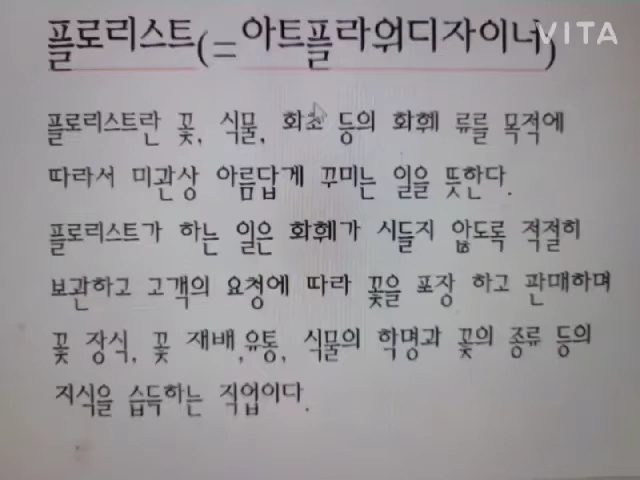 플로리스트(=아트플라워디자이너)
VITA
플로리스트란 꽃, 식물, 화초 등의 화훼 류를 목적에
따라서 미관상 아름답게 꾸미는 일을 뜻한다.
플로리스트가 하는 일은 화훼가 시들지 않도록 적절히
보관하고 고객의 요청에 따라 꽃을 포장 하고 판매하며
꽃 장식, 꽃 재배,유통, 식물의 학명과 꽃의 종류 등의
지식을 습득하는 직업이다.